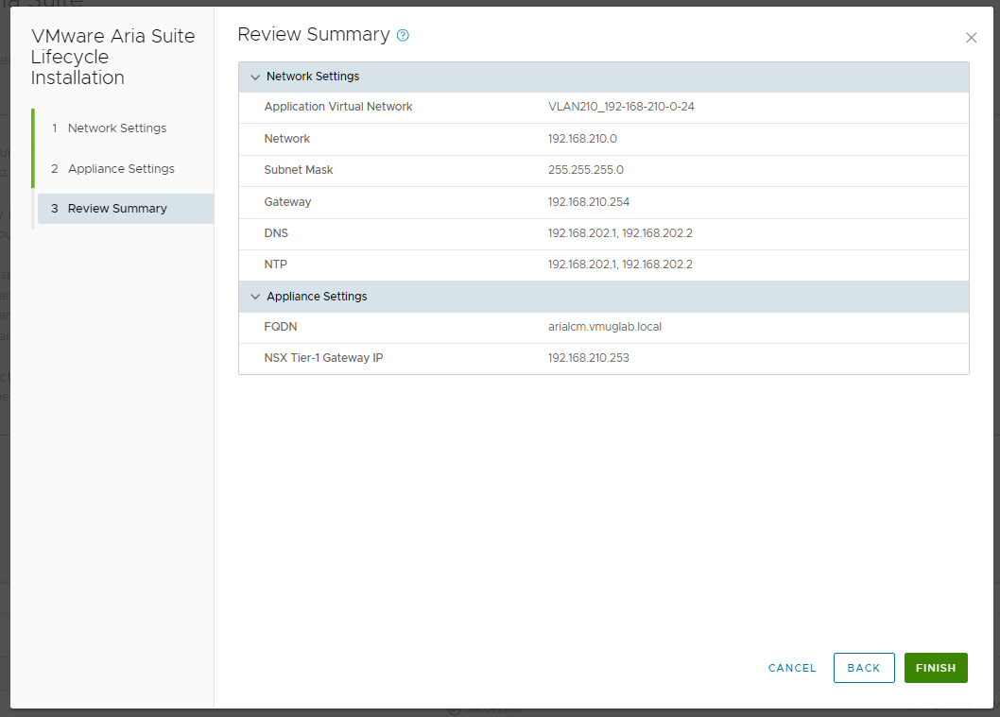 VMware Aria Suite
Lifecycle
Installation
1 Network Settings
2 Appliance Settings
3 Review Summary
Review Summary
Network Settings
Application Virtual Network VLAN210_192-168-210-0-24
Network 192.168.210.0
Subnet Mask 255.255.255.0
Gateway 192.168.210.254
DNS 192.168.202.1, 192.168.202.2
NTP 192.168.202.1, 192.168.202.2
Appliance Settings
FQDN arialcm.vmuglab.local
NSX Tier-1 Gateway IP 192.168.210.253
CANCEL BACK FINISH